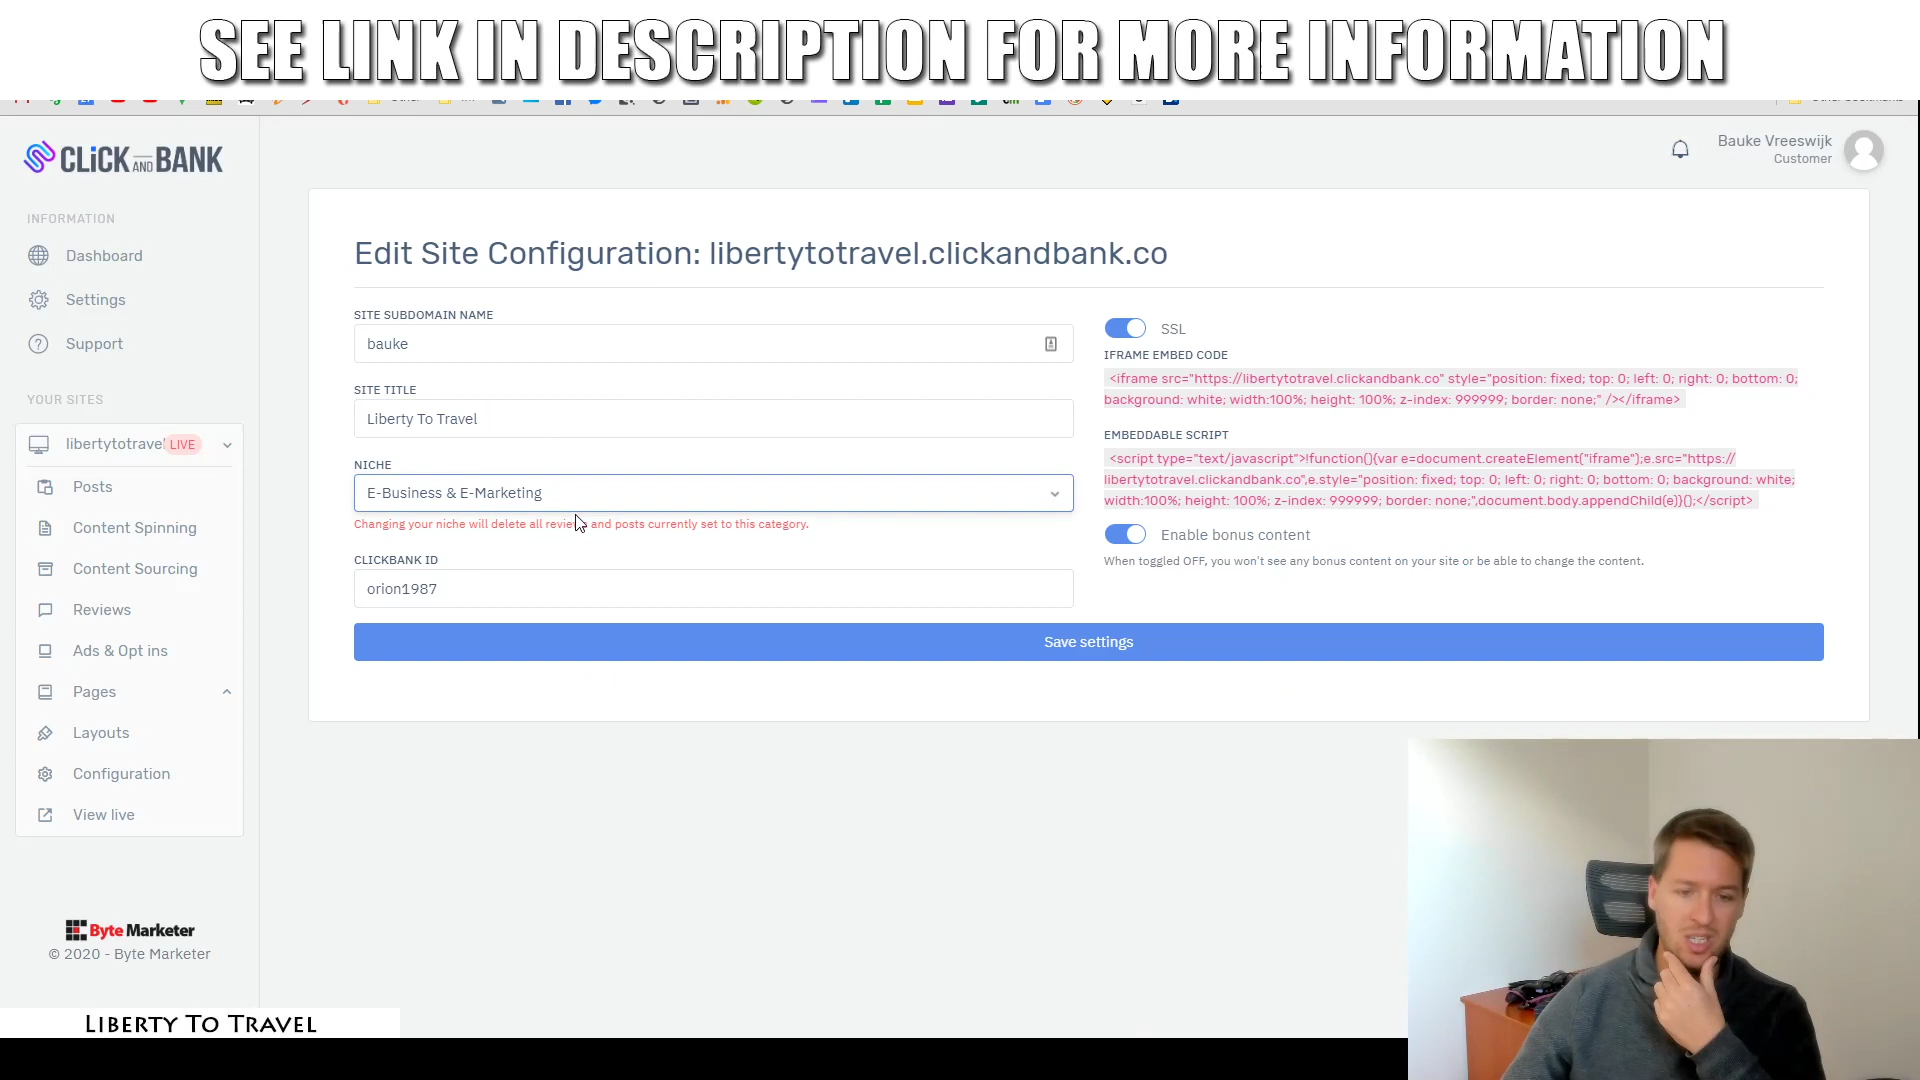 SEE LINK IN DESCRIPTION FOR MORE INFORMATION
CLiCK AND BANK
Bauke Vreeswijk
Customer
INFORMATION
Dashboard
Settings
Support
YOUR SITES
libertytotravel LIVE
Posts
Content Spinning
Content Sourcing
Reviews
Ads & Opt ins
Pages
Layouts
Configuration
View live
Byte Marketer
© 2020 - Byte Marketer
Edit Site Configuration: libertytotravel.clickandbank.co
SITE SUBDOMAIN NAME
bauke
SITE TITLE
Liberty To Travel
NICHE
E-Business & E-Marketing
Changing your niche will delete all reviews and posts currently set to this category.
CLICKBANK ID
orion1987
SSL
IFRAME EMBED CODE
<iframe src="https://libertytotravel.clickandbank.co" style="position: fixed; top: 0; left: 0; right: 0; bottom: 0;
background: white; width:100%; height: 100%; z-index: 999999; border: none;" /></iframe>
EMBEDDABLE SCRIPT
<script type="text/javascript">!function(){var e=document.createElement("iframe");e.src="https://
libertytotravel.clickandbank.co",e.style="position: fixed; top: 0; left: 0; right: 0; bottom: 0; background: white;
width:100%; height: 100%; z-index: 999999; border: none;",document.body.appendChild(e)}();</script>
Enable bonus content
When toggled OFF, you won't see any bonus content on your site or be able to change the content.
Save settings
LIBERTY TO TRAVEL